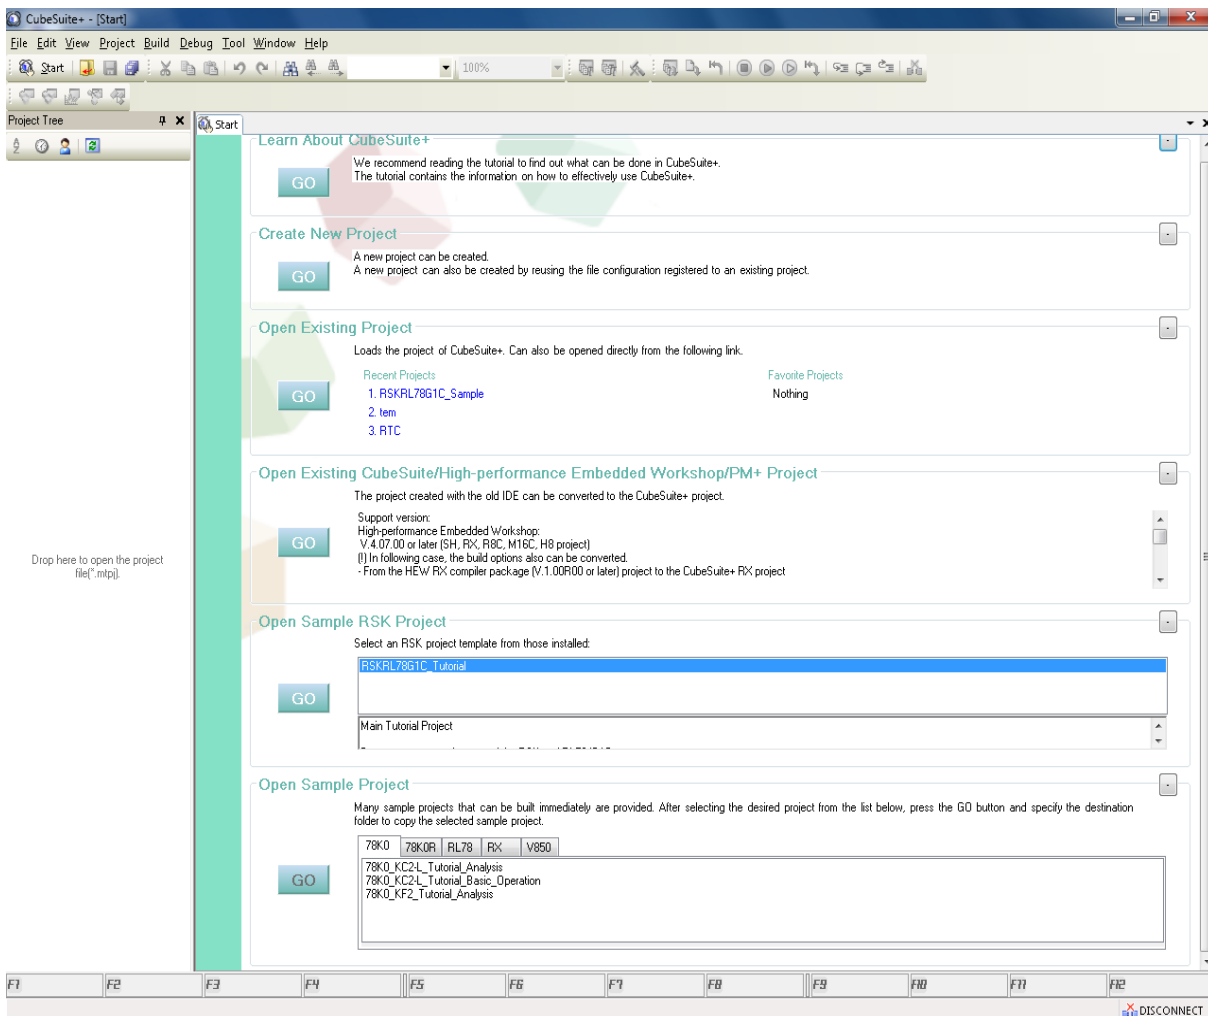 CubeSuite+ - [Start]
File Edit View Project Build Debug Tool Window Help
Start 100%
Project Tree
Start
Learn About CubeSuite+
We recommend reading the tutorial to find out what can be done in CubeSuite+.
The tutorial contains the information on how to effectively use CubeSuite+.
GO
Create New Project
A new project can be created.
A new project can also be created by reusing the file configuration registered to an existing project.
GO
Open Existing Project
Loads the project of CubeSuite+. Can also be opened directly from the following link.
Recent Projects Favorite Projects
GO
1. RSKRL78G1C_Sample Nothing
2. tem
3. RTC
Open Existing CubeSuite/High-performance Embedded Workshop/PM+ Project
The project created with the old IDE can be converted to the CubeSuite+ project.
Support version:
High-performance Embedded Workshop:
V.4.07.00 or later (SH, RX, R8C, M16C, H8 project)
(!) In following case, the build options also can be converted.
- From the HEW RX compiler package (V.1.00R00 or later) project to the CubeSuite+ RX project
GO
Drop here to open the project
file(*.mtpj).
Open Sample RSK Project
Select an RSK project template from those installed:
RSKRL78G1C_Tutorial
GO
Main Tutorial Project
Open Sample Project
Many sample projects that can be built immediately are provided. After selecting the desired project from the list below, press the GO button and specify the destination
folder to copy the selected sample project.
78K0 78K0R RL78 RX V850
78K0_KC2-L_Tutorial_Analysis
78K0_KC2-L_Tutorial_Basic_Operation
78K0_KF2_Tutorial_Analysis
GO
F1 F2 F3 F4 F5 F6 F7 F8 F9 F10 F11 F12
DISCONNECT